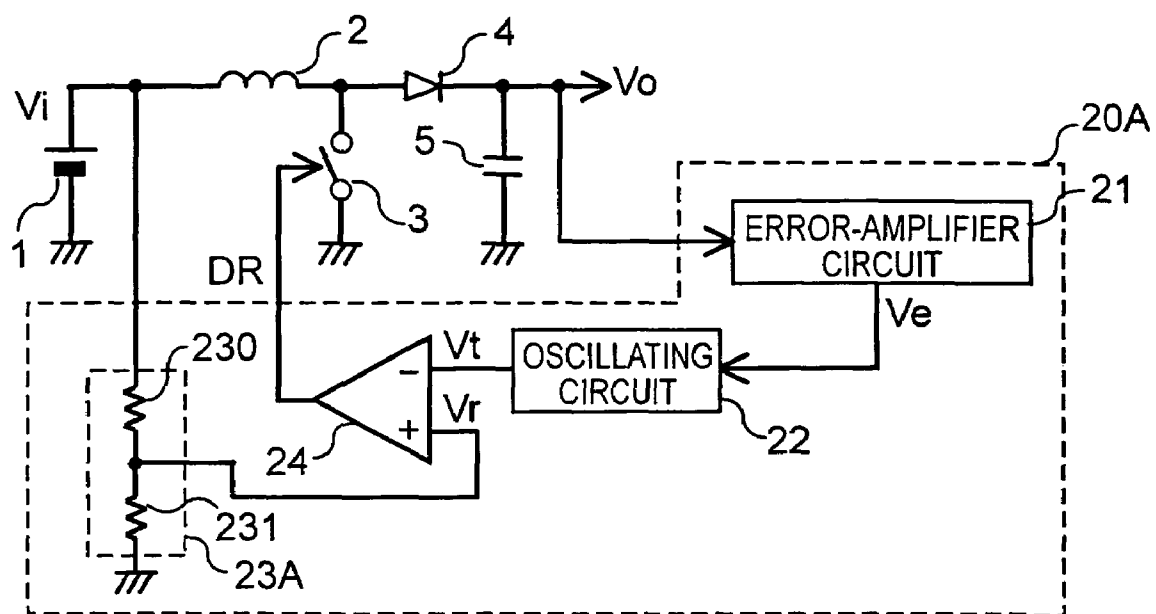 2
4
Vi
Vo
5
20A
1
3
21
ERROR-AMPLIFIER
CIRCUIT
DR
Ve
230
Vt
OSCILLATING
CIRCUIT
−
Vr
+
24
22
231
23A